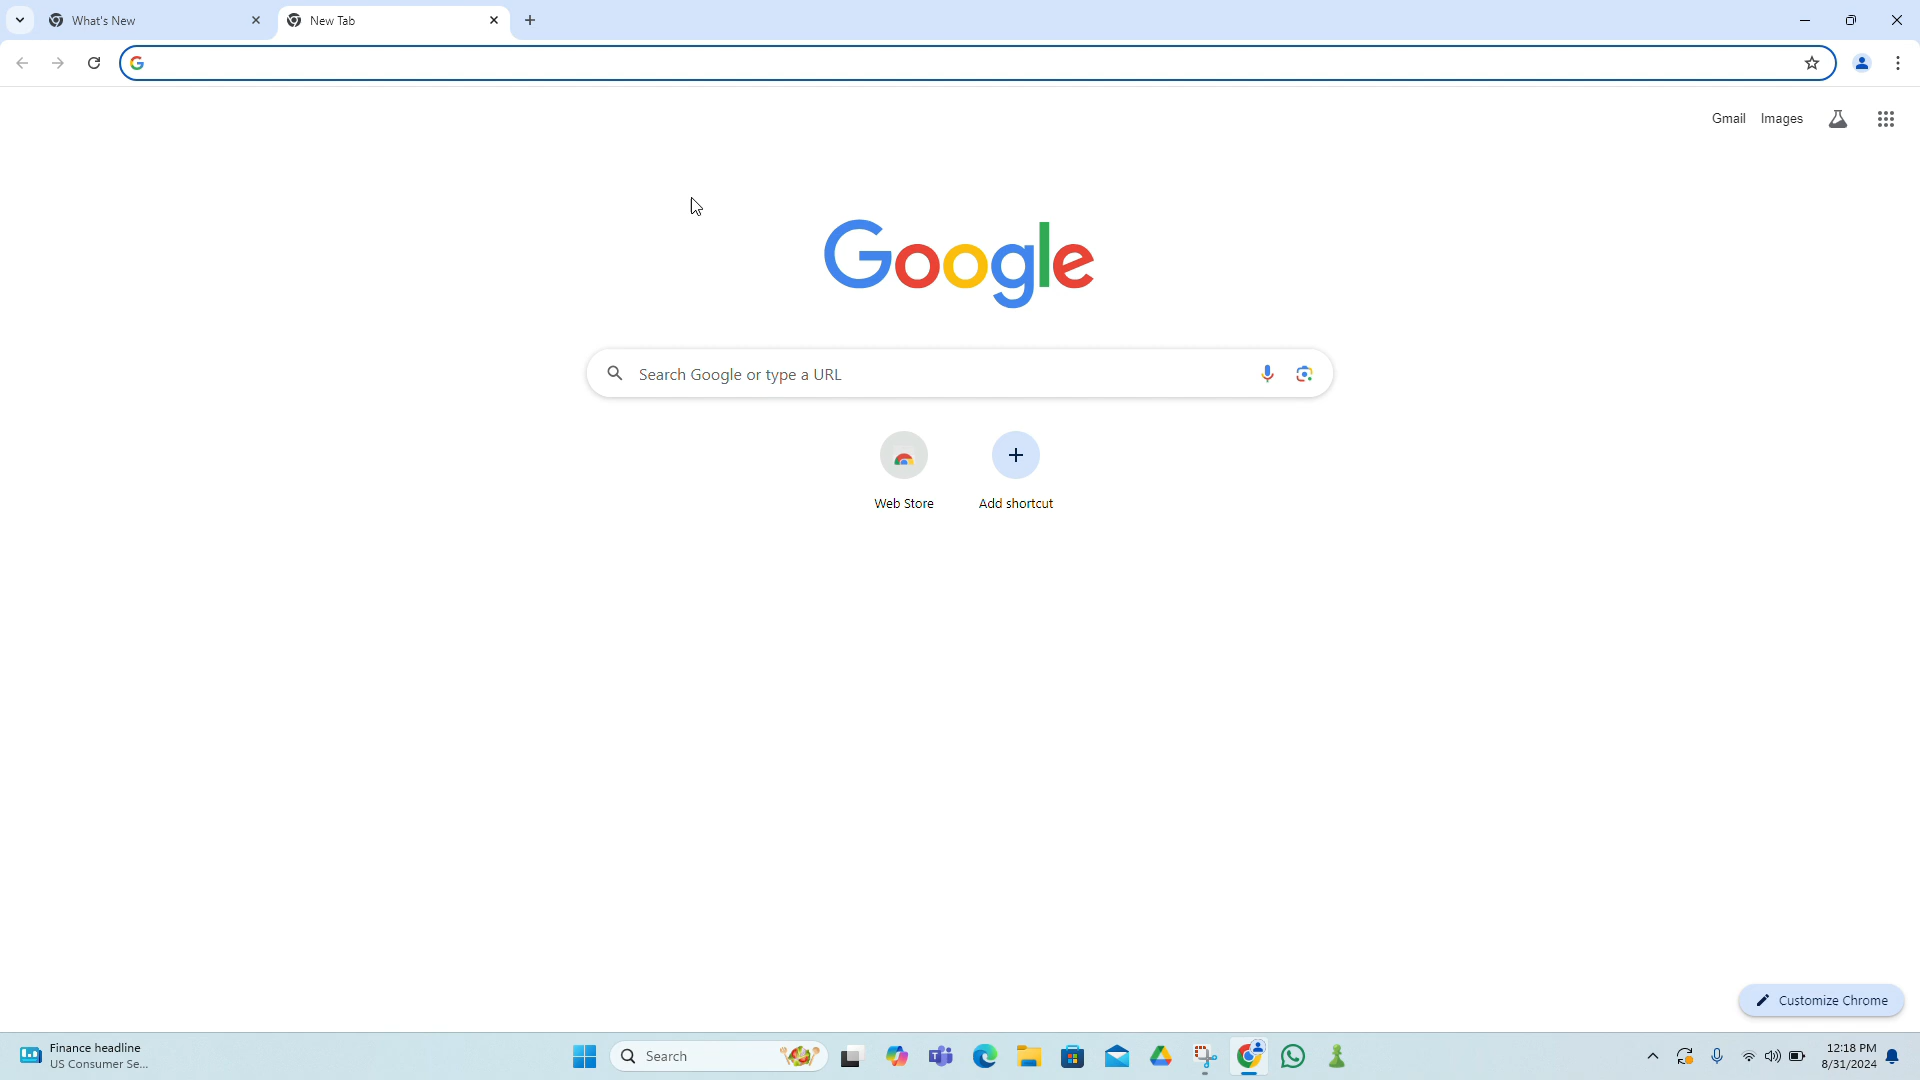 What's New
New Tab
Gmail Images
Google
Search Google or type a URL
Web Store
Add shortcut
Customize Chrome
Finance headline
US Consumer Se...
Search
12:18 PM
8/31/2024